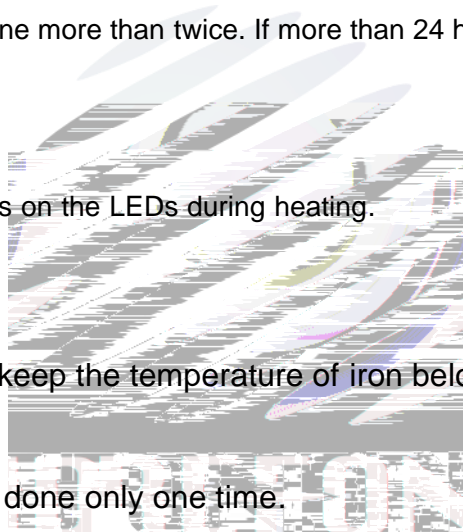 ne more than twice. If more than 24 h
s on the LEDs during heating.
keep the temperature of iron belo
done only one time.